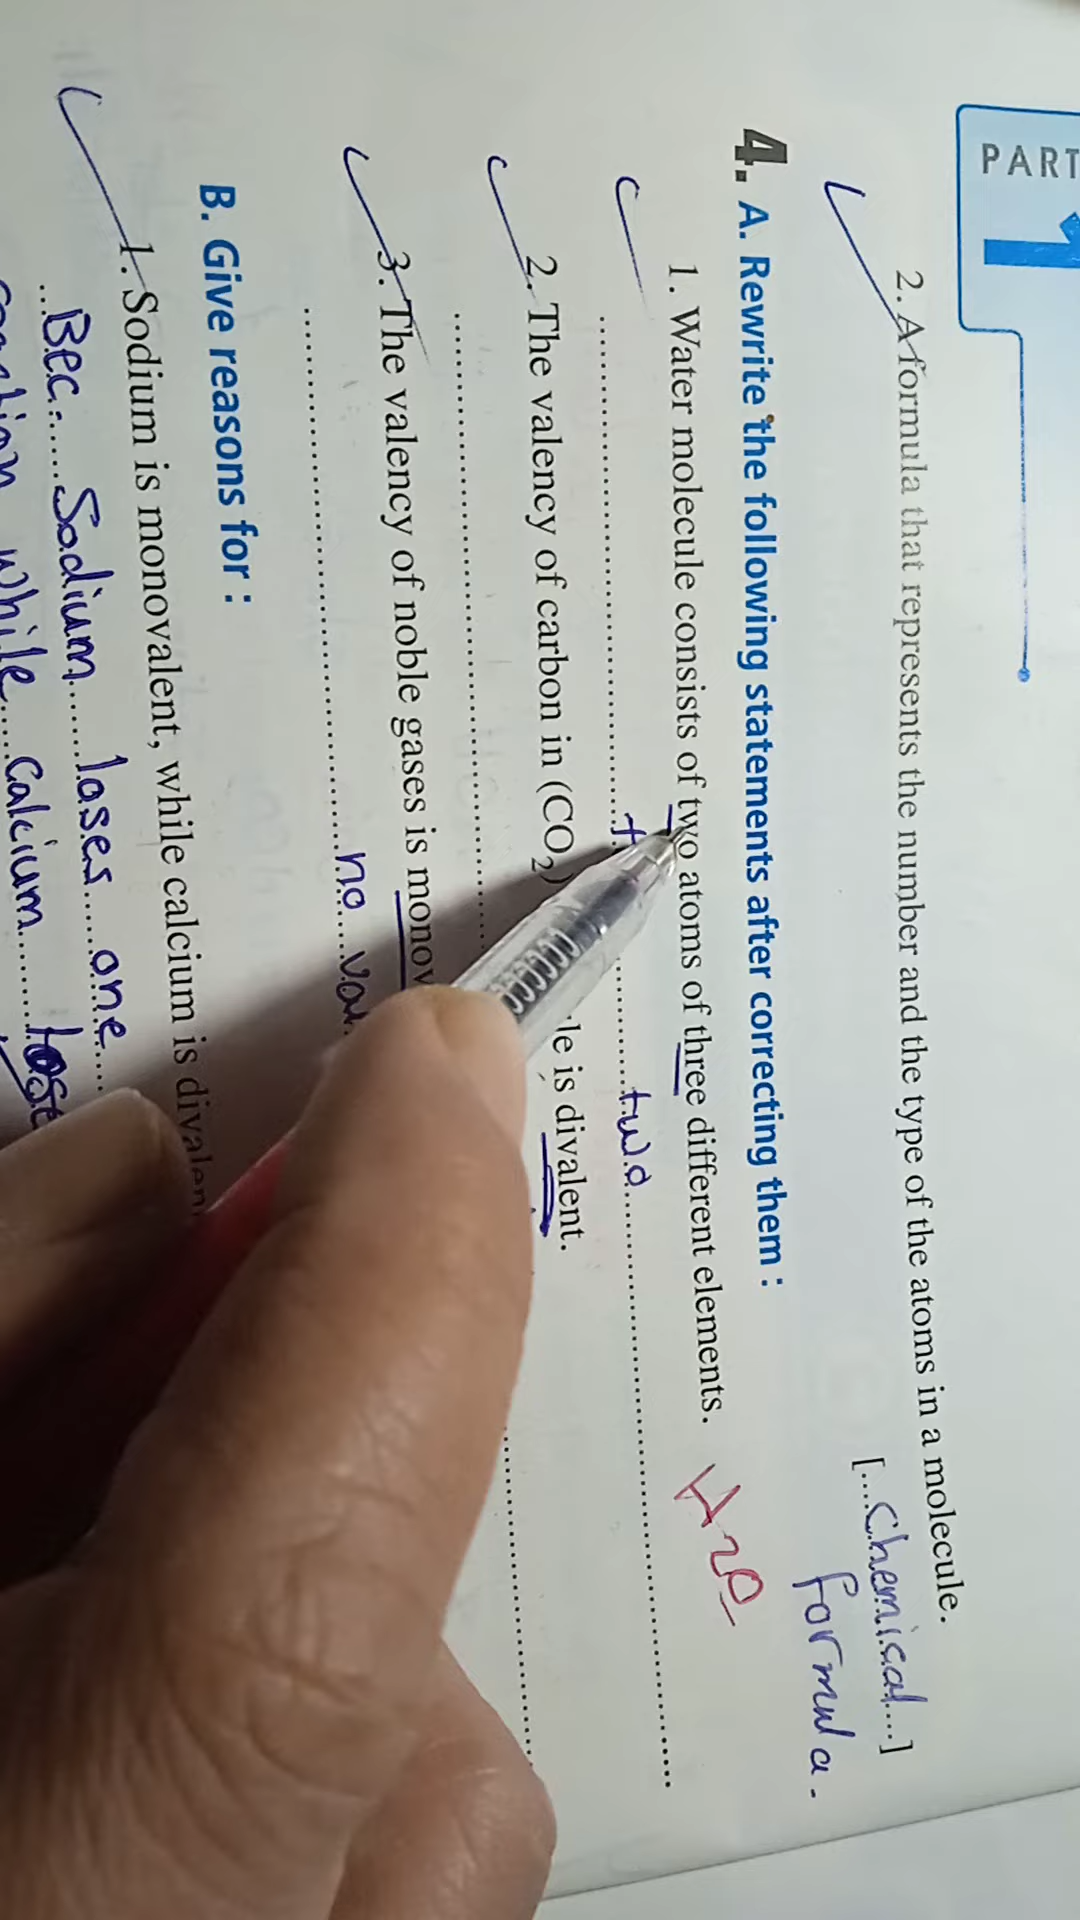 PART
1
2. A formula that represents the number and the type of the atoms in a molecule.
[...Chemical...]
formula.
4. A. Rewrite the following statements after correcting them :
1. Water molecule consists of two atoms of three different elements.
H2O
two
2. The valency of carbon in (CO2) is divalent.
3. The valency of noble gases is
no
B. Give reasons for :
1. Sodium is monovalent, while calcium is
Bec. Sodium loses one
while calcium